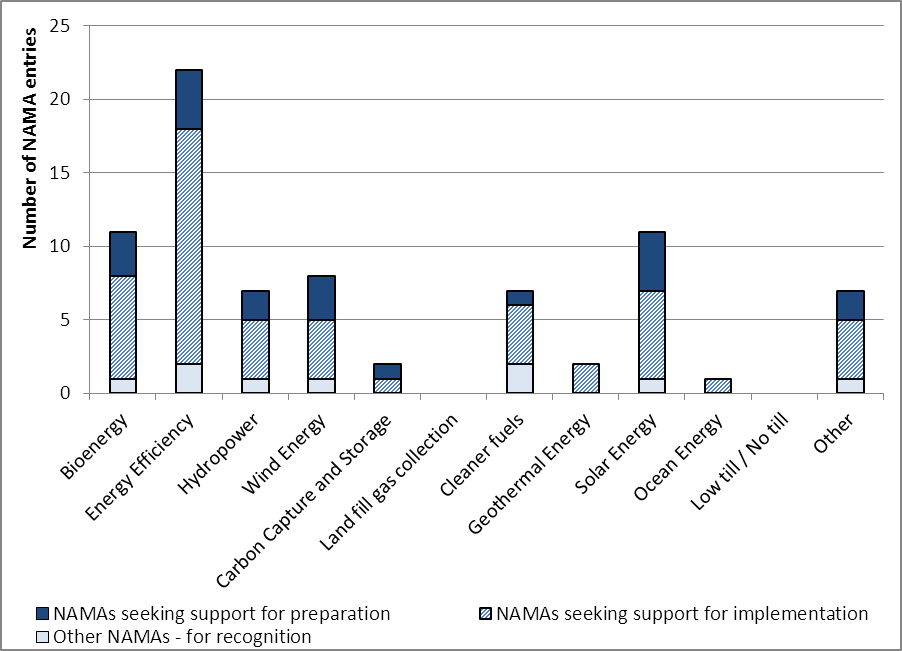 Number of NAMA entries
25
20
15
10
5
0
Bioenergy
Energy Efficiency
Hydropower
Wind Energy
Carbon Capture and Storage
Land fill gas collection
Cleaner fuels
Geothermal Energy
Solar Energy
Ocean Energy
Low till / No till
Other
NAMAs seeking support for preparation
NAMAs seeking support for implementation
Other NAMAs - for recognition